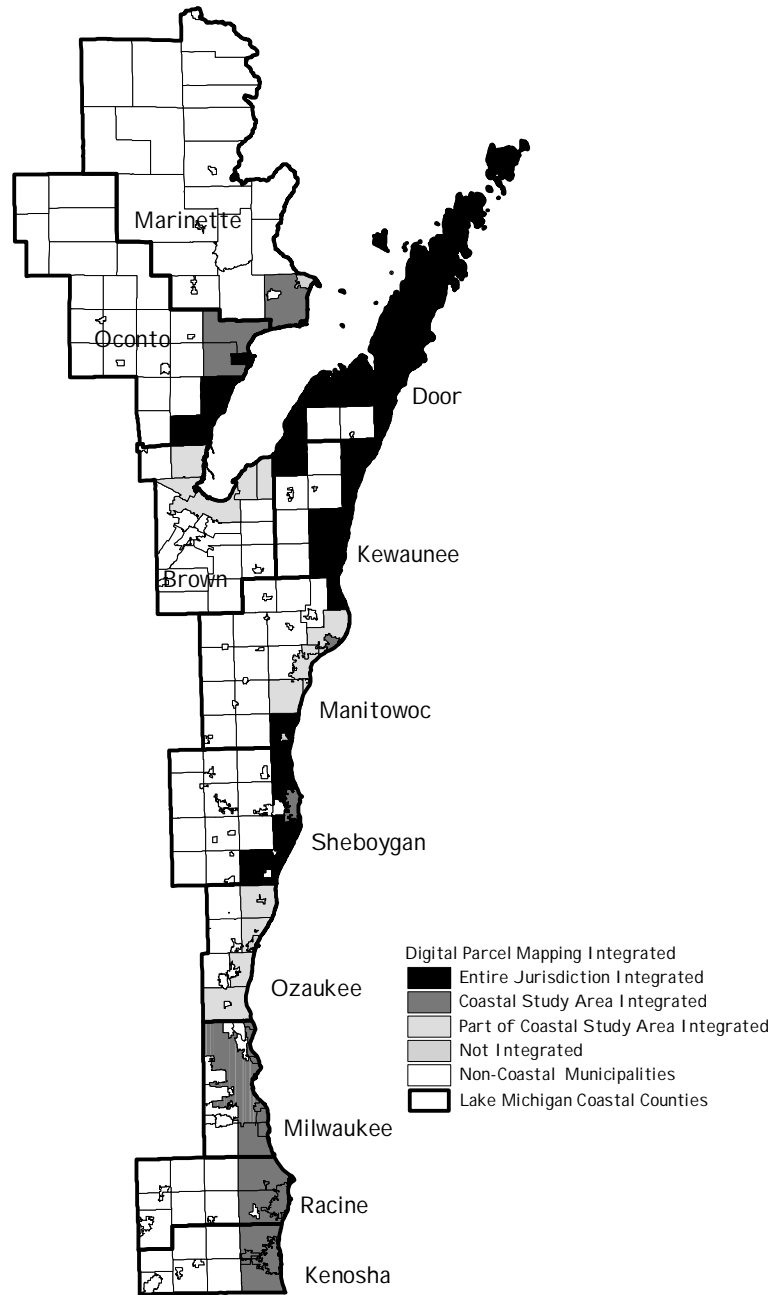 Marinette
Oconto
Door
Kewaunee
Brown
Manitowoc
Sheboygan
Digital Parcel Mapping Integrated
Entire Jurisdiction Integrated
Coastal Study Area Integrated
Part of Coastal Study Area Integrated
Not Integrated
Non-Coastal Municipalities
Lake Michigan Coastal Counties
Ozaukee
Milwaukee
Racine
Kenosha